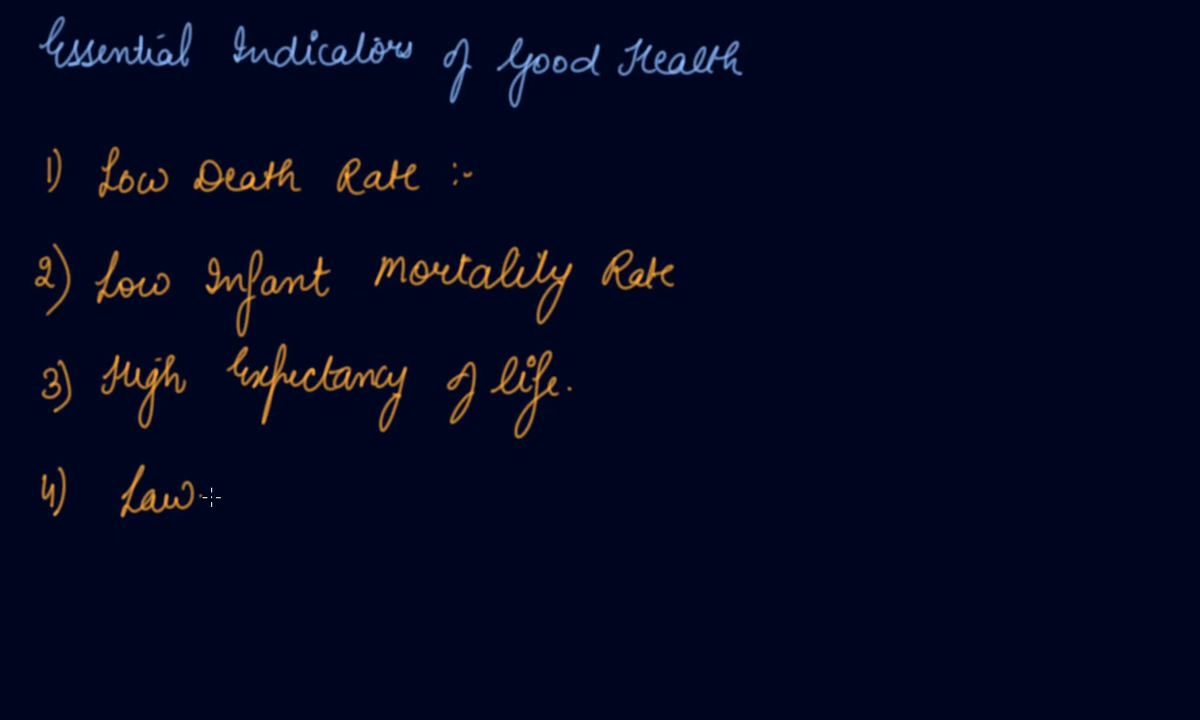 Essential Indicators of Good Health
1) Low Death Rate :-
2) Low Infant Mortality Rate
3) High Expectancy of life.
4) Law